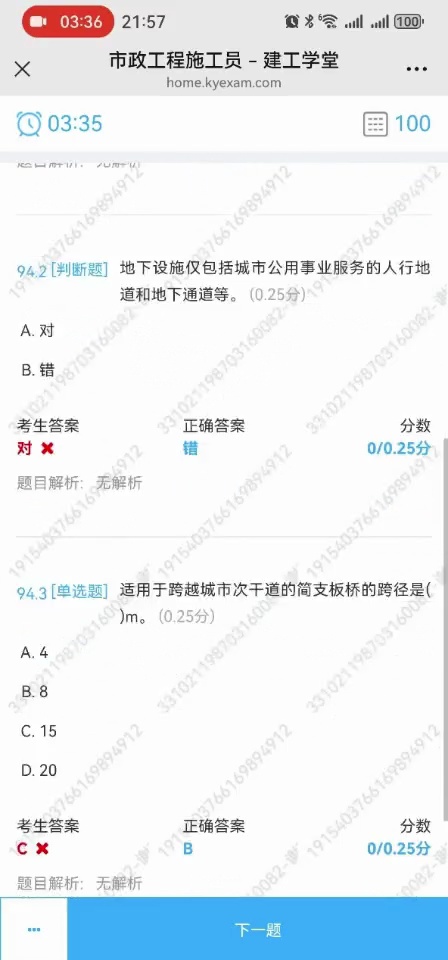 03:36 21:57 6 100
市政工程施工员 – 建工学堂
home.kyexam.com
03:35 100
题目解析: 无解析
94.2 [判断题] 地下设施仅包括城市公用事业服务的人行地
道和地下通道等。 (0.25分)
A. 对
B. 错
考生答案 正确答案 分数
对 错 0/0.25分
题目解析: 无解析
94.3 [单选题] 适用于跨越城市次干道的简支板桥的跨径是(
)m。 (0.25分)
A. 4
B. 8
C. 15
D. 20
考生答案 正确答案 分数
C B 0/0.25分
题目解析: 无解析
下一题
1915403766169894912
331021198703160082